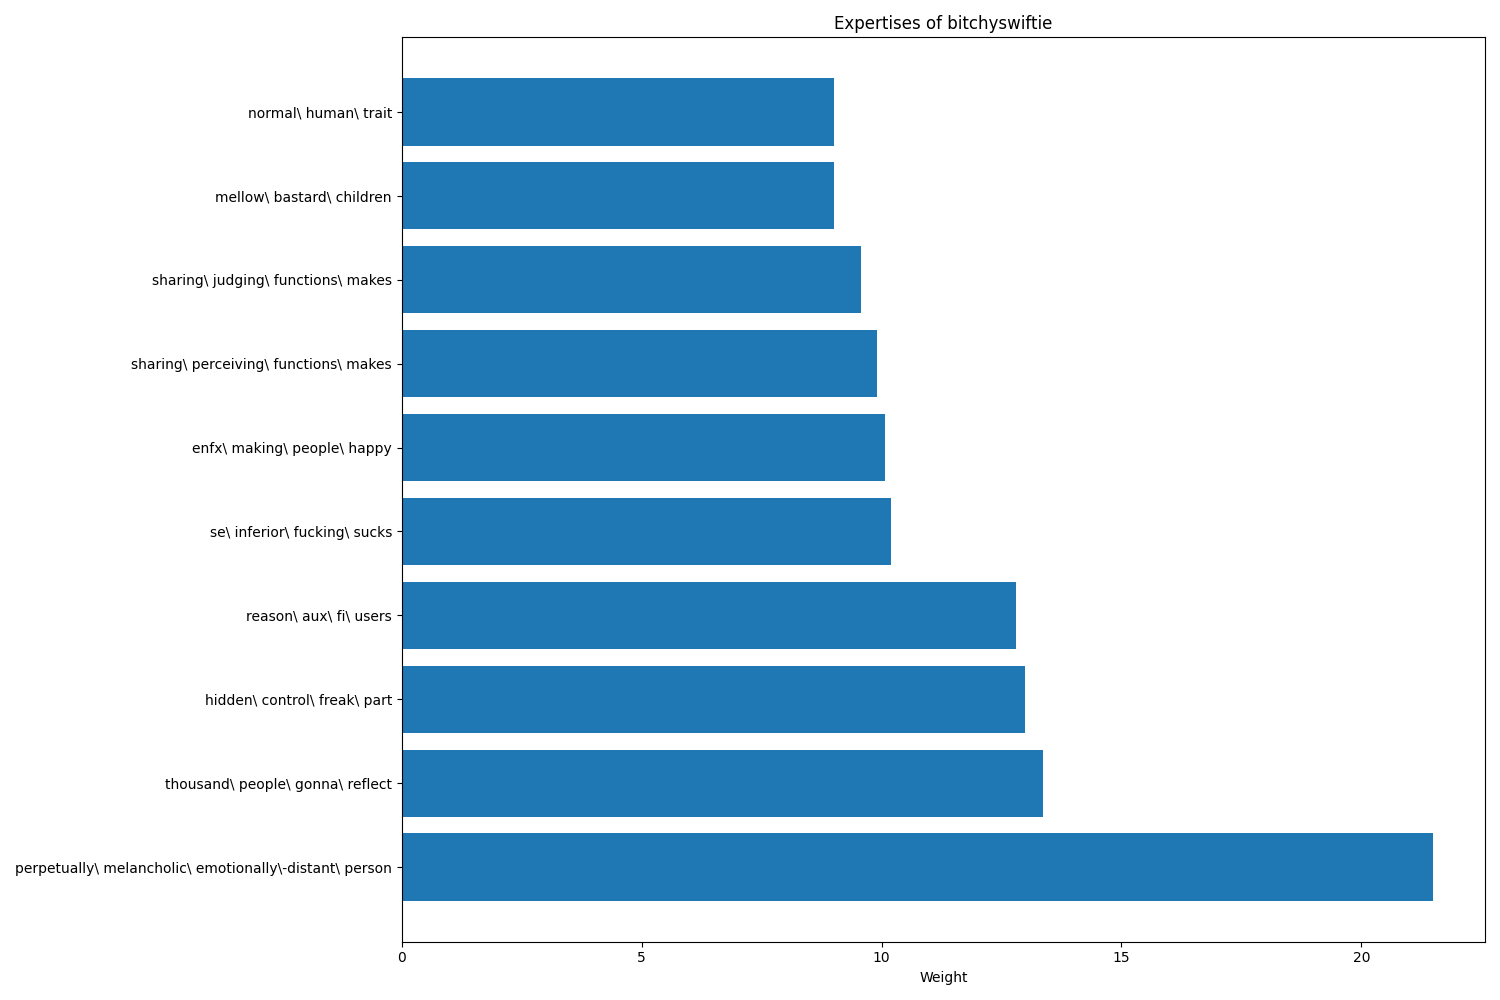 Expertises of bitchyswiftie
normal\ human\ trait
mellow\ bastard\ children
sharing\ judging\ functions\ makes
sharing\ perceiving\ functions\ makes
enfx\ making\ people\ happy
se\ inferior\ fucking\ sucks
reason\ aux\ fi\ users
hidden\ control\ freak\ part
thousand\ people\ gonna\ reflect
perpetually\ melancholic\ emotionally\-distant\ person
0 5 10 15 20
Weight